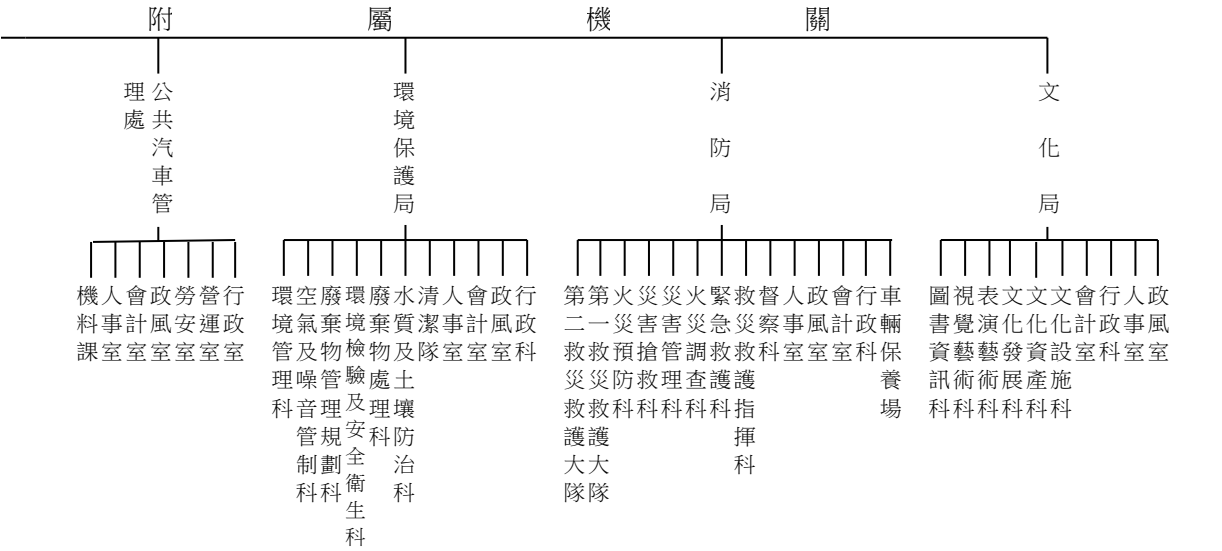 附屬機關
公共汽車管
理處
機料課
人事室
會計室
政風室
勞安室
營運室
行政室
環境保護局
環境管理科
空氣及噪音管制科
廢棄物管理規劃科
環境檢驗及安全衛生科
廢棄物處理科
水質及土壤防治科
清潔隊
人事室
會計室
政風室
行政科
消防局
第二救災救護大隊
第一救災救護大隊
火災預防科
災害搶救科
災害管理科
火災調查科
緊急救護科
救災救護指揮科
督察科
人事室
政風室
會計室
行政科
車輛保養場
文化局
圖書資訊科
視覺藝術科
表演藝術科
文化發展科
文化資產科
文化設施科
會計室
行政科
人事室
政風室